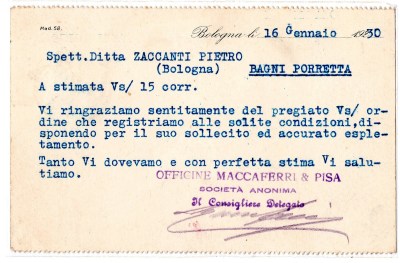 Mod. 58.
Bologna li 16 Gennaio 1930
Spett.Ditta ZACCANTI PIETRO
(Bologna) BAGNI PORRETTA
A stimata Vs/ 15 corr.
Vi ringraziamo sentitamente del pregiato Vs/ or-
dine che registriamo alle solite condizioni,di-
sponendo per il suo sollecito ed accurato esple-
tamento.
Tanto Vi dovevamo e con perfetta stima Vi salu-
tiamo.
OFFICINE MACCAFERRI & PISA
SOCIETÀ ANONIMA
Il Consigliere Delegato